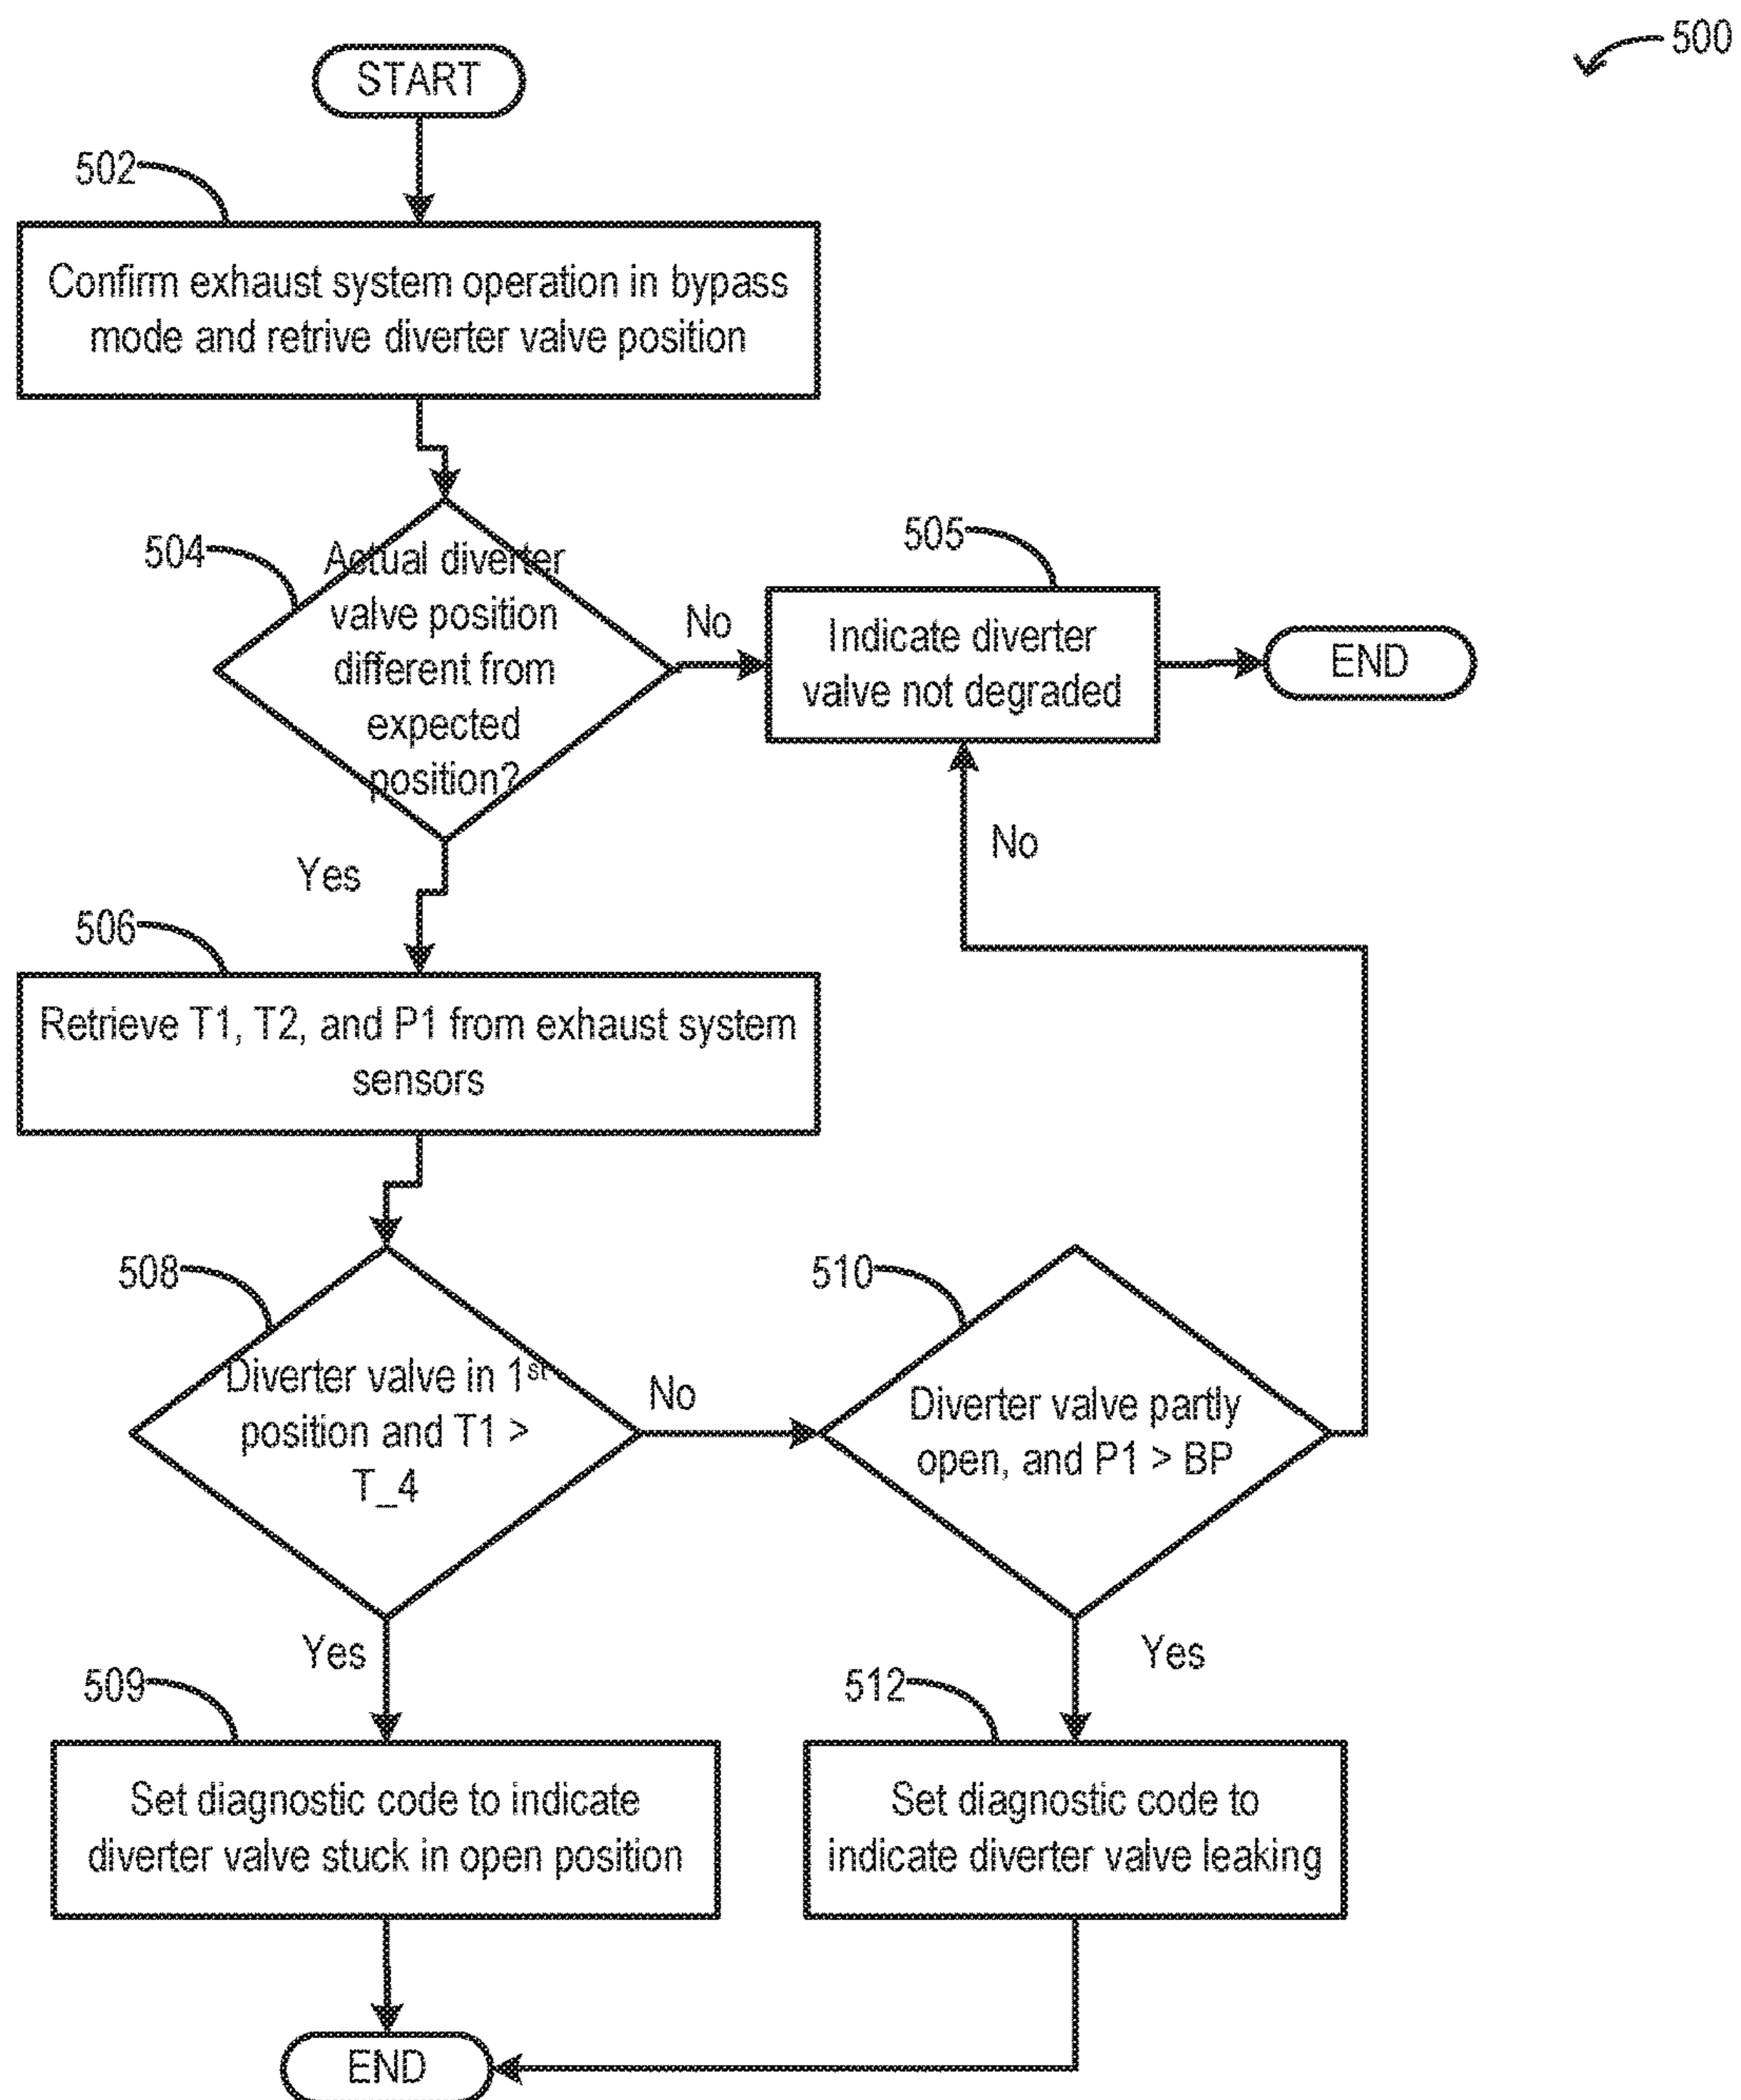 500
START
502
Confirm exhaust system operation in bypass
mode and retrive diverter valve position
504
Actual diverter
valve position
different from
expected
position?
No
505
Indicate diverter
valve not degraded
END
Yes
No
506
Retrieve T1, T2, and P1 from exhaust system
sensors
508
Diverter valve in 1st
position and T1 >
T_4
No
510
Diverter valve partly
open, and P1 > BP
Yes
Yes
509
Set diagnostic code to indicate
diverter valve stuck in open position
512
Set diagnostic code to
indicate diverter valve leaking
END